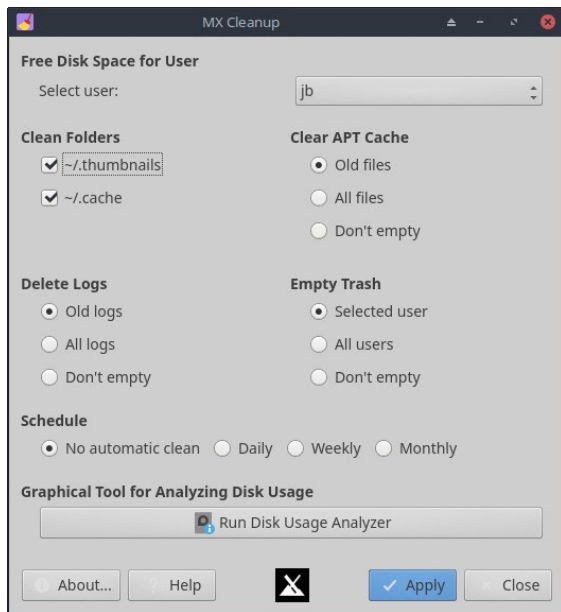 MX Cleanup
Free Disk Space for User
Select user: jb
Clean Folders Clear APT Cache
~/.thumbnails Old files
~/.cache All files
Don't empty
Delete Logs Empty Trash
Old logs Selected user
All logs All users
Don't empty Don't empty
Schedule
No automatic clean Daily Weekly Monthly
Graphical Tool for Analyzing Disk Usage
Run Disk Usage Analyzer
About... Help Apply Close